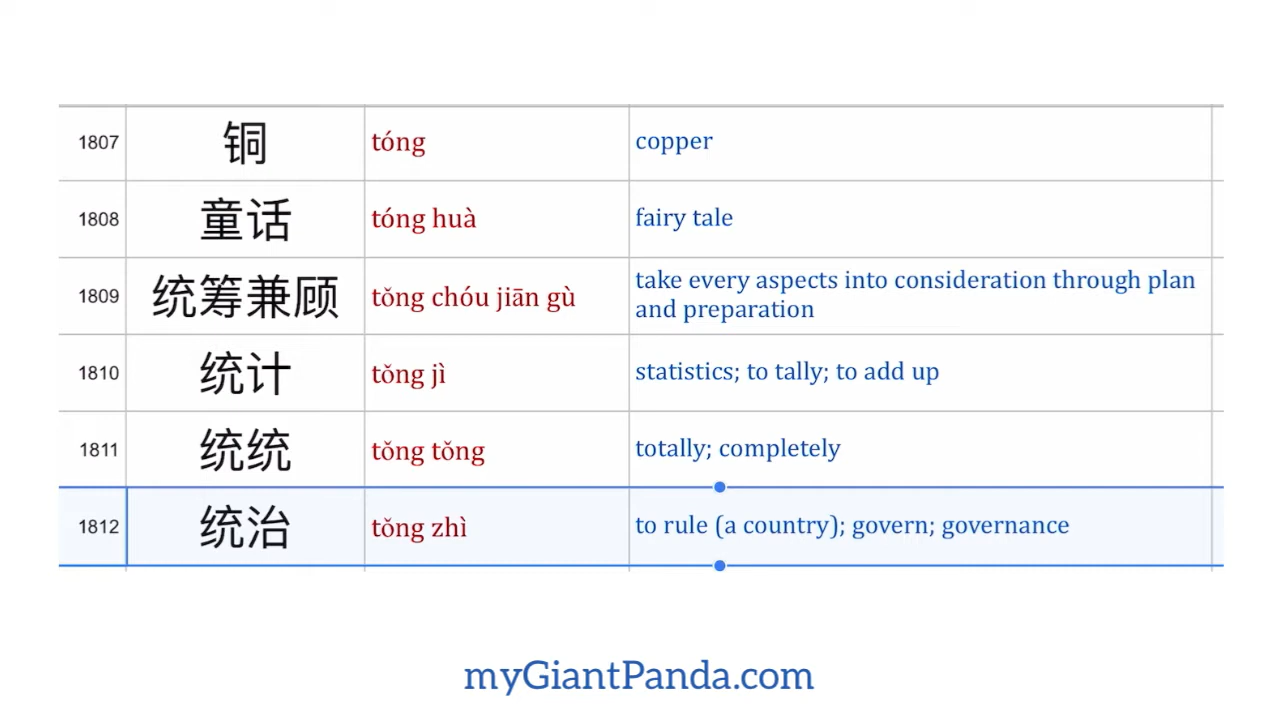 1807 铜 tóng copper
1808 童话 tóng huà fairy tale
1809 统筹兼顾 tǒng chóu jiān gù take every aspects into consideration through plan
and preparation
1810 统计 tǒng jì statistics; to tally; to add up
1811 统统 tǒng tǒng totally; completely
1812 统治 tǒng zhì to rule (a country); govern; governance
myGiantPanda.com